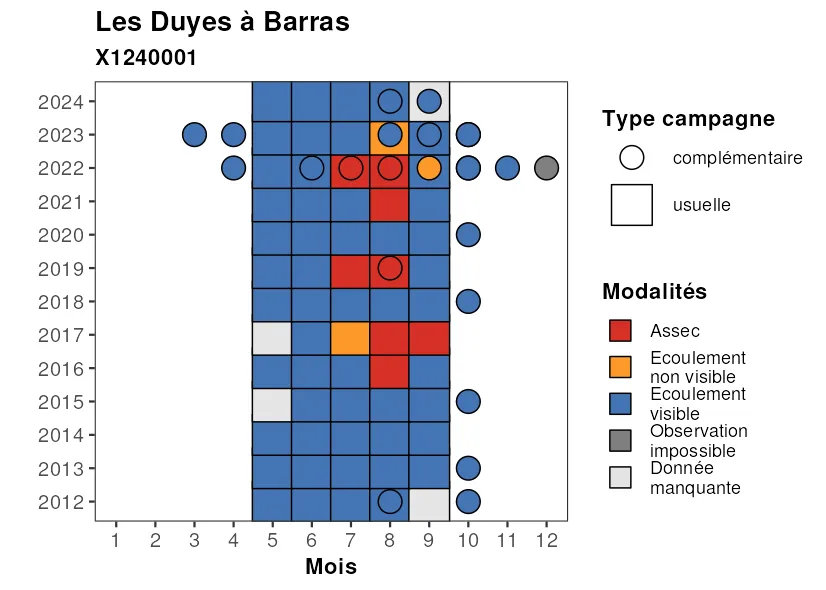 Les Duyes à Barras
X1240001
2024
2023
2022
2021
2020
2019
2018
2017
2016
2015
2014
2013
2012
1 2 3 4 5 6 7 8 9 10 11 12
Mois
Type campagne
complémentaire
usuelle
Modalités
Assec
Ecoulement
non visible
Ecoulement
visible
Observation
impossible
Donnée
manquante